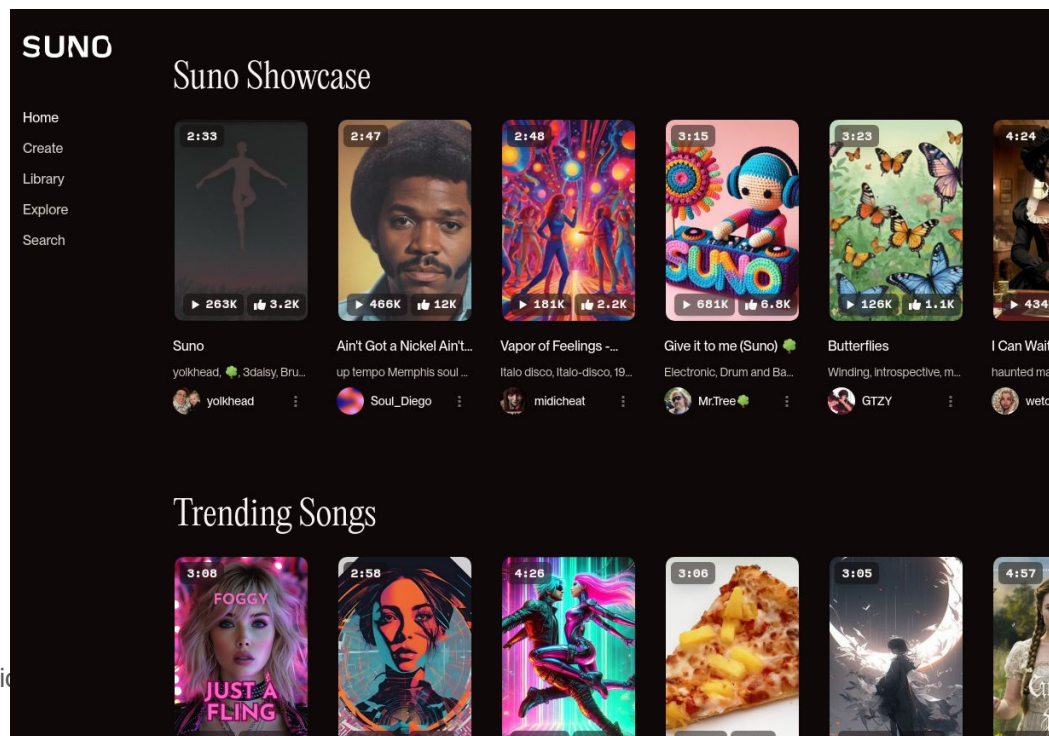 SUNO
Home
Create
Library
Explore
Search
Suno Showcase
2:33
2:47
2:48
3:15
3:23
4:24
SUNO
263K 3.2K
466K 12K
181K 2.2K
681K 6.8K
126K 1.1K
434
Suno
Ain't Got a Nickel Ain't...
Vapor of Feelings -...
Give it to me (Suno) 🌳
Butterflies
I Can Wait
yolkhead, 🌳, 3daisy, Bru...
up tempo Memphis soul ...
Italo disco, Italo-disco, 19...
Electronic, Drum and Ba...
Winding, introspective, m...
haunted ma
yolkhead
Soul_Diego
midicheat
Mr.Tree🌳
GTZY
wetc
Trending Songs
3:08
2:58
4:26
3:06
3:05
4:57
FOGGY
JUST A
FLING